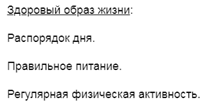 Здоровый образ жизни:
Распорядок дня.
Правильное питание.
Регулярная физическая активность.